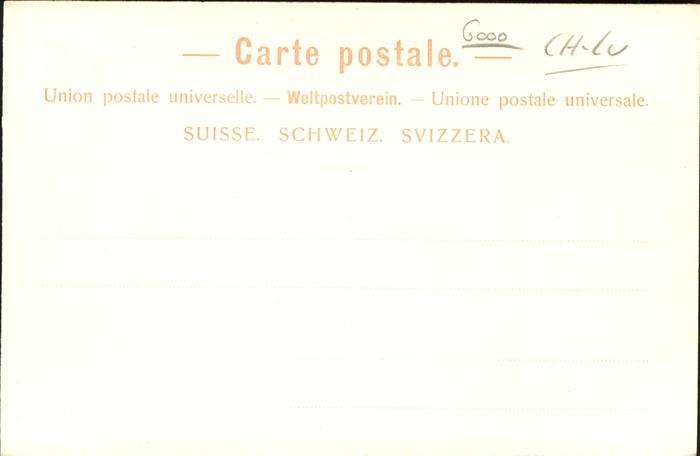 — Carte postale. — 6000 CH-LU
Union postale universelle. — Weltpostverein. — Unione postale universale.
SUISSE. SCHWEIZ. SVIZZERA.